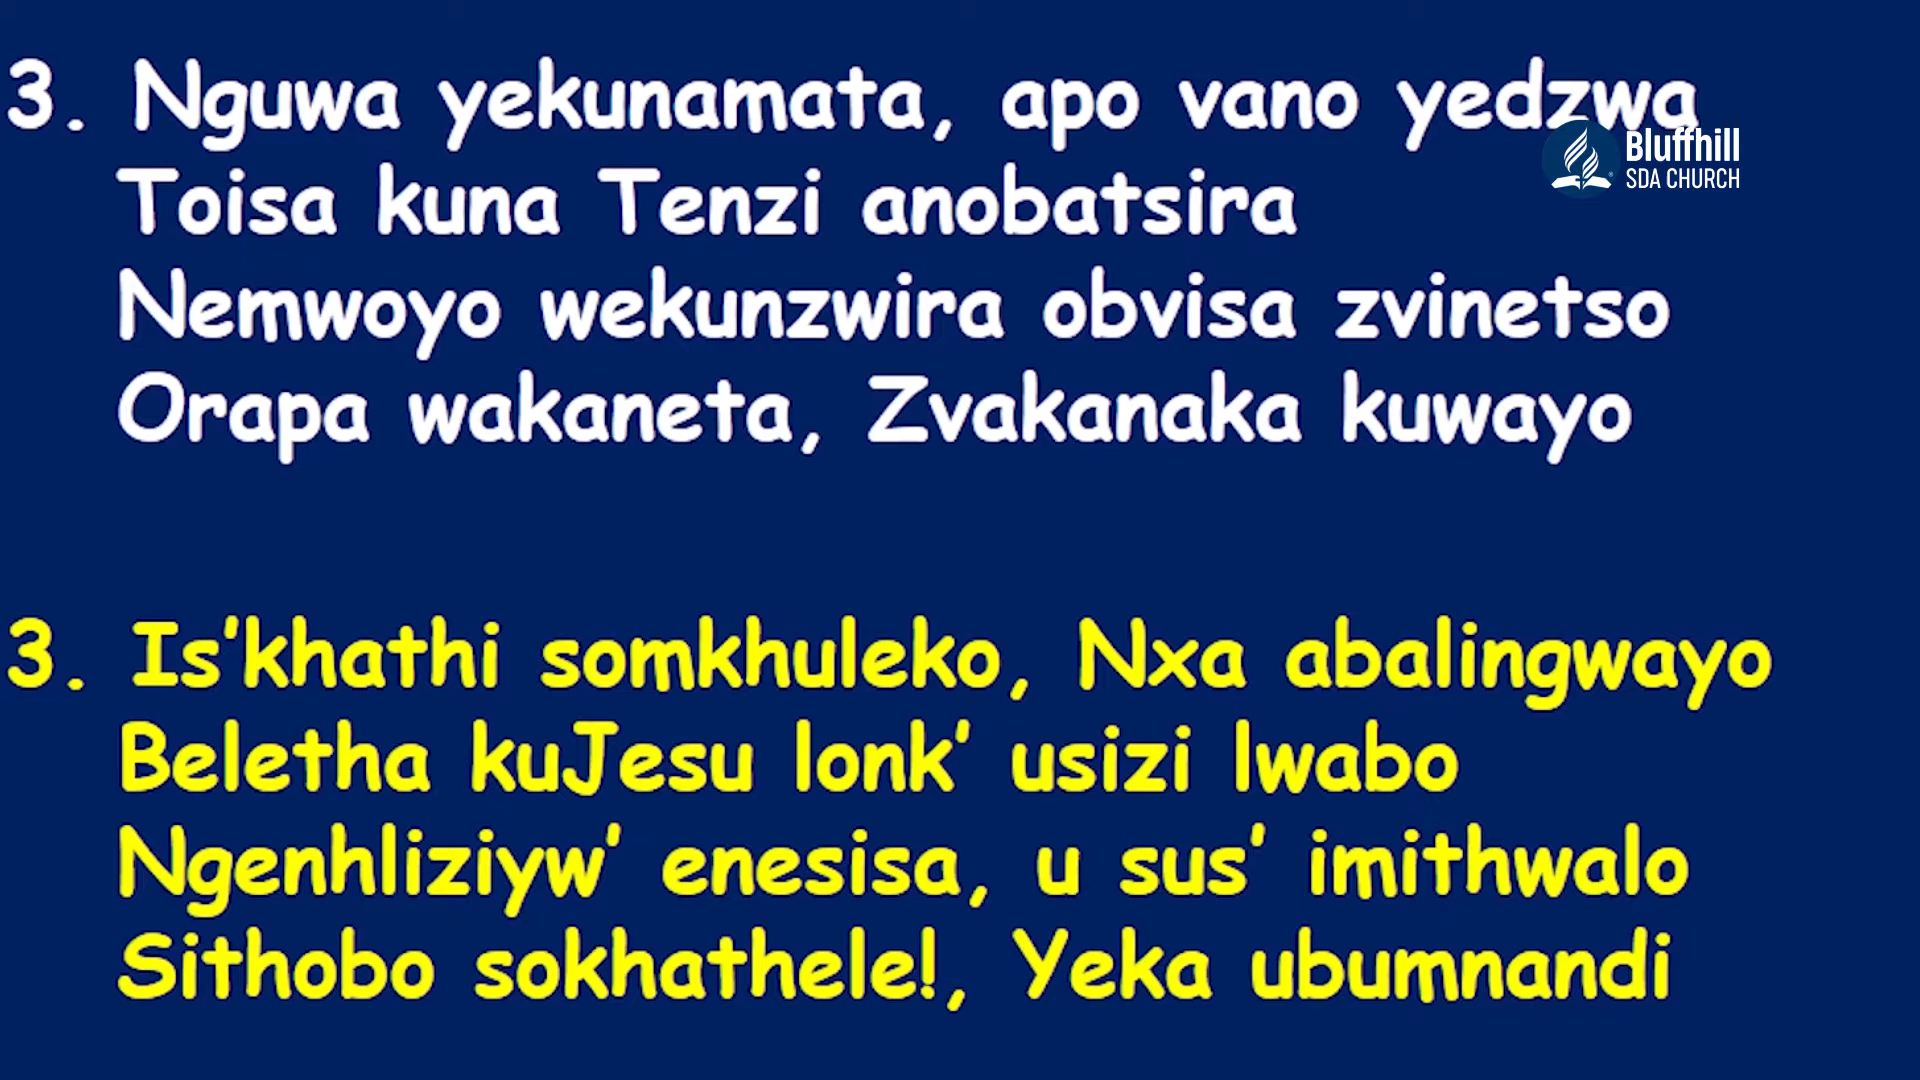 3. Nguwa yekunamata, apo vano yedzwa
Bluffhill
SDA CHURCH
Toisa kuna Tenzi anobatsira
Nemwoyo wekunzwira obvisa zvinetso
Orapa wakaneta, Zvakanaka kuwayo
3. Is'khathi somkhuleko, Nxa abalingwayo
Beletha kuJesu lonk' usizi lwabo
Ngenhliziyw' enesisa, u sus' imithwalo
Sithobo sokhathele!, Yeka ubumnandi